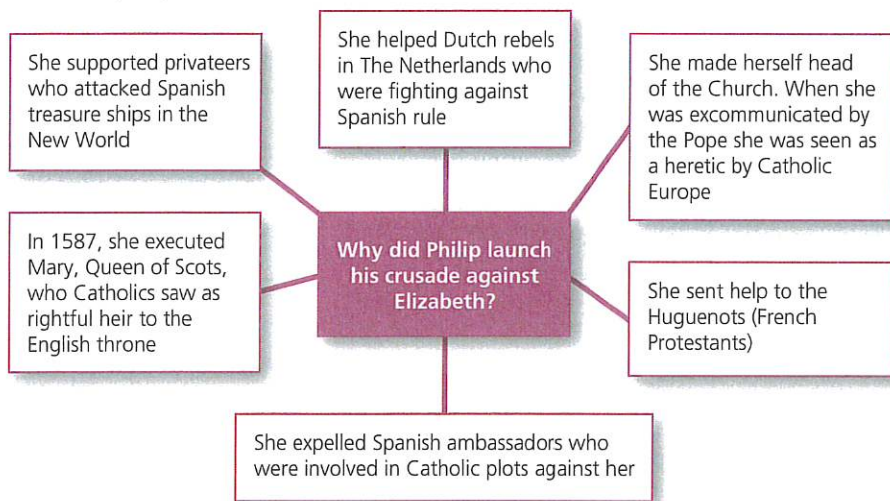 She supported privateers
who attacked Spanish
treasure ships in the
New World
She helped Dutch rebels
in The Netherlands who
were fighting against
Spanish rule
She made herself head
of the Church. When she
was excommunicated by
the Pope she was seen as
a heretic by Catholic
Europe
In 1587, she executed
Mary, Queen of Scots,
who Catholics saw as
rightful heir to the
English throne
Why did Philip launch
his crusade against
Elizabeth?
She sent help to the
Huguenots (French
Protestants)
She expelled Spanish ambassadors who
were involved in Catholic plots against her